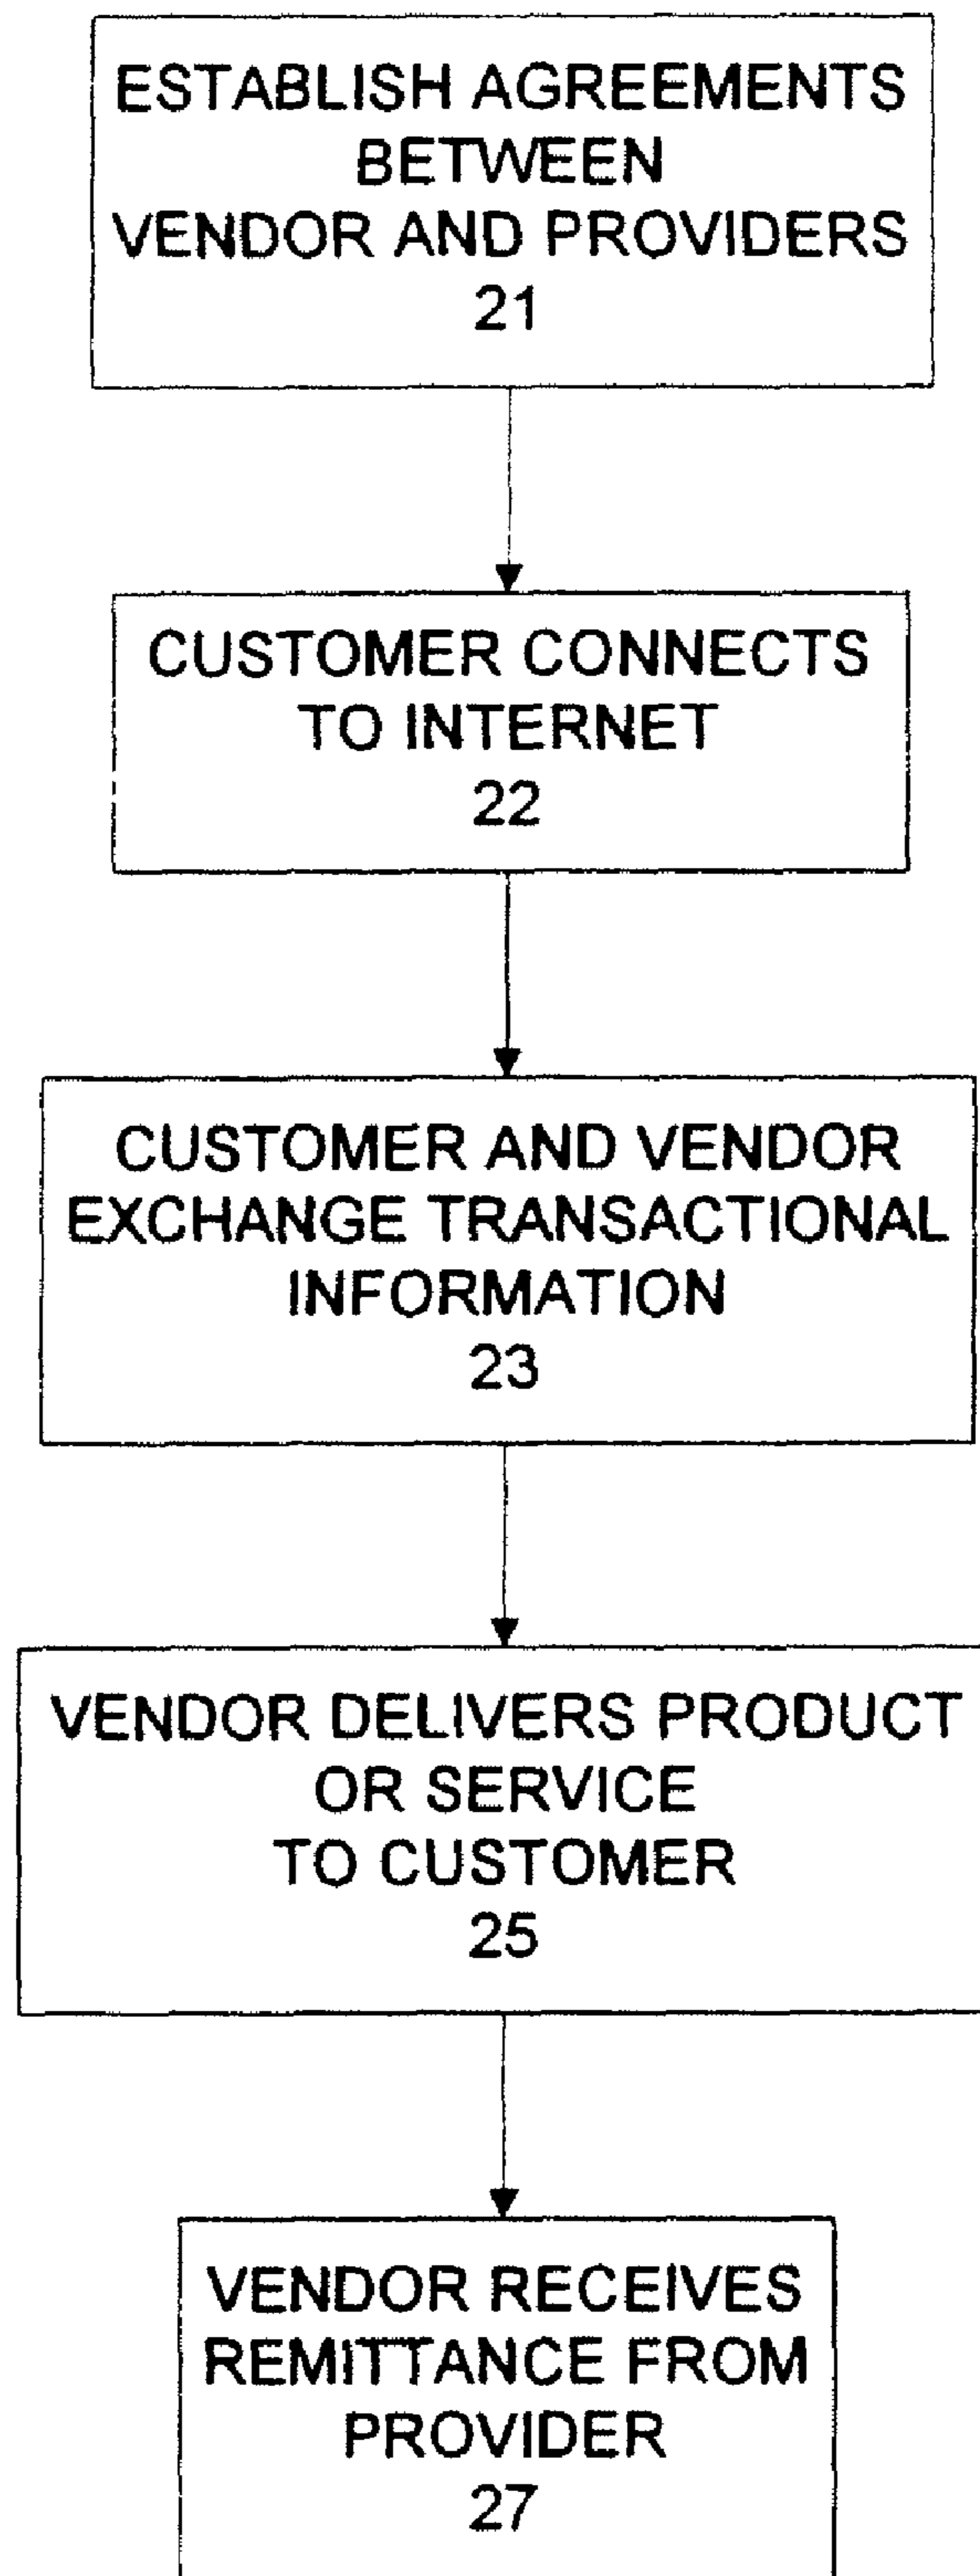 ESTABLISH AGREEMENTS
BETWEEN
VENDOR AND PROVIDERS
21
CUSTOMER CONNECTS
TO INTERNET
22
CUSTOMER AND VENDOR
EXCHANGE TRANSACTIONAL
INFORMATION
23
VENDOR DELIVERS PRODUCT
OR SERVICE
TO CUSTOMER
25
VENDOR RECEIVES
REMITTANCE FROM
PROVIDER
27